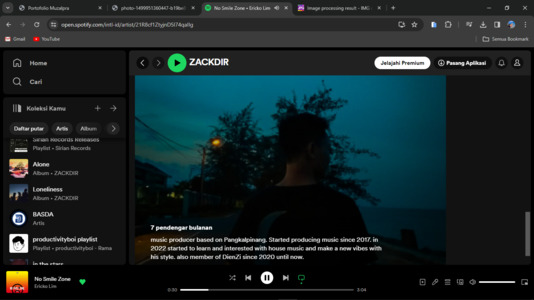 Portofolio Muzalpra
photo-1499951360447-b19be8
No Smile Zone • Ericko Lim
Image processing result - IMG
open.spotify.com/intl-id/artist/21R8cf1ZtyjnD5I74qaIIg
Gmail
YouTube
Semua Bookmark
Home
Cari
ZACKDIR
Jelajahi Premium
Pasang Aplikasi
Koleksi Kamu
Daftar putar
Artis
Album
Sirian Records Releases
Playlist • Sirian Records
Alone
Album • ZACKDIR
Loneliness
Album • ZACKDIR
BASDA
Artis
productivityboi playlist
Playlist • productivityboi - Rama
in the stars
7 pendengar bulanan
music producer based on Pangkalpinang. Started producing music since 2017. in
2022 started to learn and interested with house music and make a new vibes with
his style. also member of DienZi since 2020 until now.
No Smile Zone
Ericko Lim
0:30
3:04